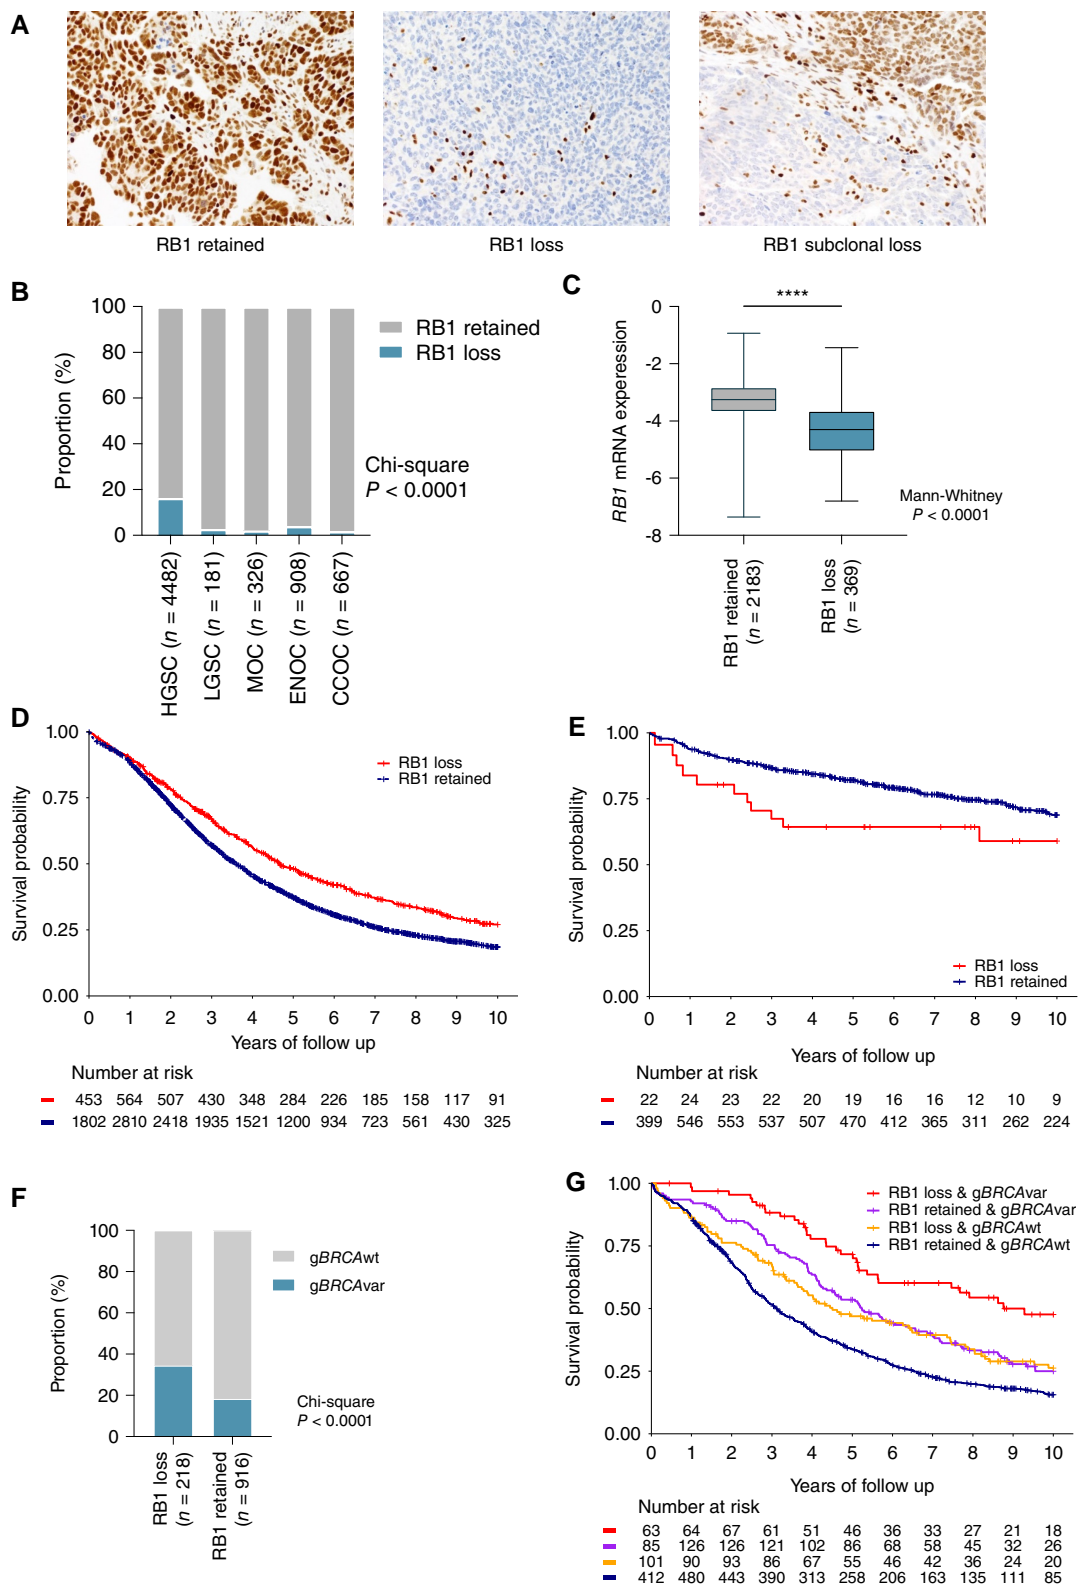 A
RB1 retained
RB1 loss
RB1 subclonal loss
B
100
80
60
40
20
0
Proportion (%)
RB1 retained
RB1 loss
Chi-square
P < 0.0001
HGSC (n = 4482)
LGSC (n = 181)
MOC (n = 326)
ENOC (n = 908)
CCOC (n = 667)
C
0
-2
-4
-6
-8
RB1 mRNA experession
****
Mann-Whitney
P < 0.0001
RB1 retained
(n = 2183)
RB1 loss
(n = 369)
D
1.00
0.75
0.50
0.25
0.00
Survival probability
RB1 loss
RB1 retained
0 1 2 3 4 5 6 7 8 9 10
Years of follow up
Number at risk
453 564 507 430 348 284 226 185 158 117 91
1802 2810 2418 1935 1521 1200 934 723 561 430 325
E
1.00
0.75
0.50
0.25
0.00
Survival probability
RB1 loss
RB1 retained
0 1 2 3 4 5 6 7 8 9 10
Years of follow up
Number at risk
22 24 23 22 20 19 16 16 12 10 9
399 546 553 537 507 470 412 365 311 262 224
F
100
80
60
40
20
0
Proportion (%)
gBRCAwt
gBRCAvar
Chi-square
P < 0.0001
RB1 loss
(n = 218)
RB1 retained
(n = 916)
G
1.00
0.75
0.50
0.25
0.00
Survival probability
RB1 loss & gBRCAvar
RB1 retained & gBRCAvar
RB1 loss & gBRCAwt
RB1 retained & gBRCAwt
0 1 2 3 4 5 6 7 8 9 10
Years of follow up
Number at risk
63 64 67 61 51 46 36 33 27 21 18
85 126 126 121 102 86 68 58 45 32 26
101 90 93 86 67 55 46 42 36 24 20
412 480 443 390 313 258 206 163 135 111 85